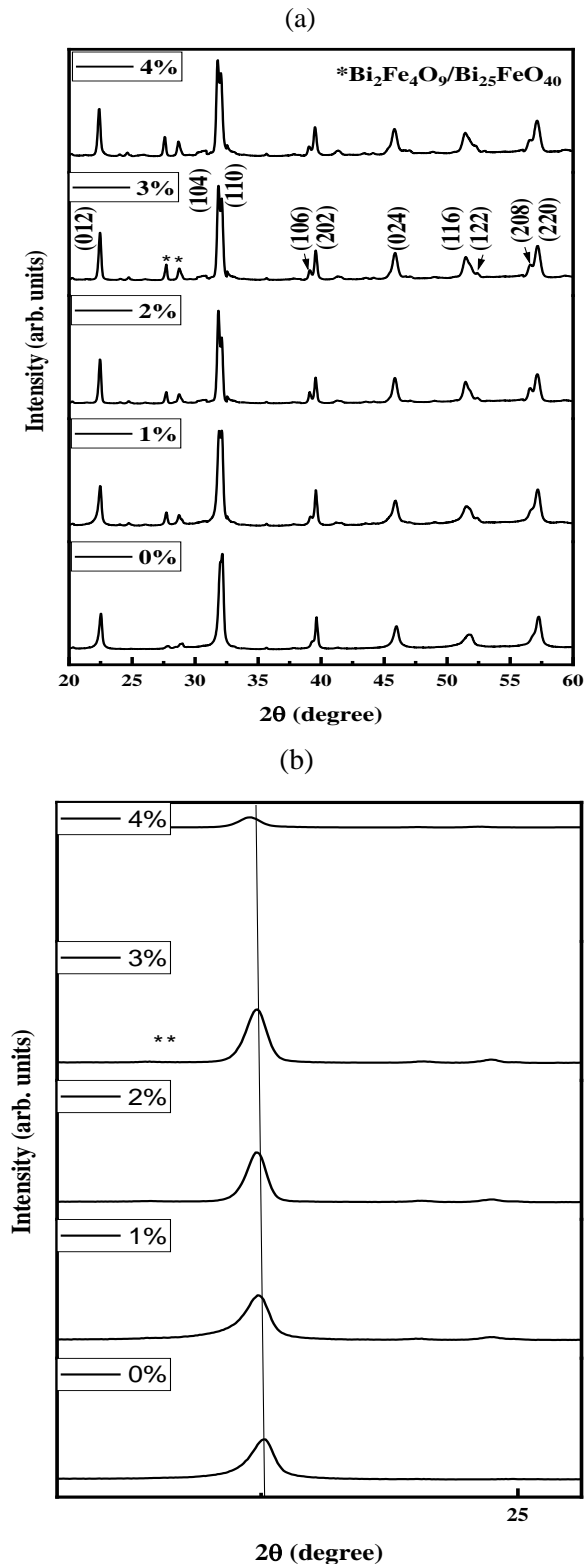 (a)
4%
*Bi₂Fe₄O₉/Bi₂₅FeO₄₀
3%
(012)
* *
(104)
(110)
(106)
(202)
(024)
(116)
(122)
(208)
(220)
2%
1%
0%
Intensity (arb. units)
20 25 30 35 40 45 50 55 60
2θ (degree)
(b)
4%
3%
* *
2%
1%
0%
Intensity (arb. units)
25
2θ (degree)